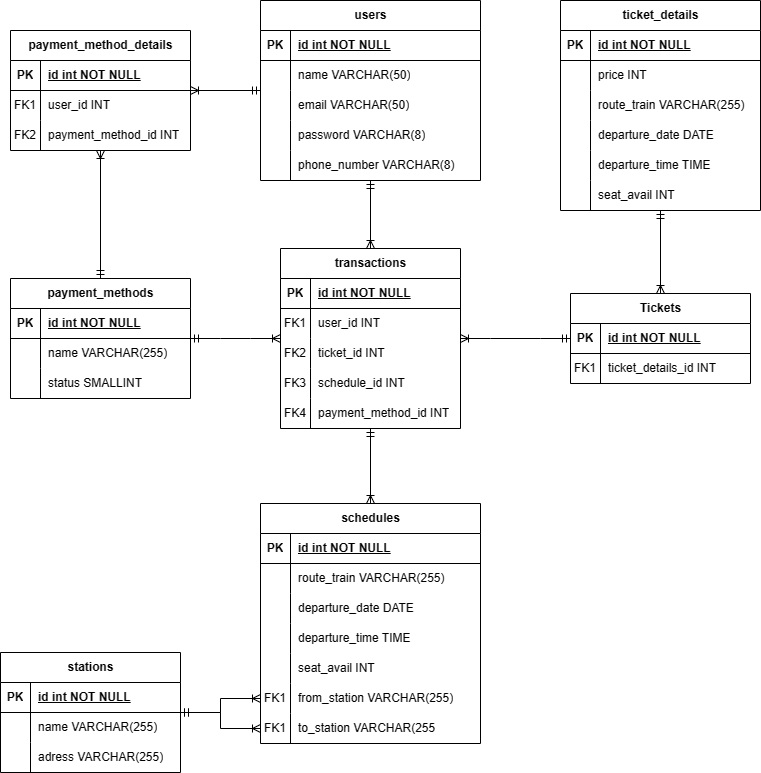 payment_method_details
PK id int NOT NULL
FK1 user_id INT
FK2 payment_method_id INT
users
PK id int NOT NULL
name VARCHAR(50)
email VARCHAR(50)
password VARCHAR(8)
phone_number VARCHAR(8)
ticket_details
PK id int NOT NULL
price INT
route_train VARCHAR(255)
departure_date DATE
departure_time TIME
seat_avail INT
payment_methods
PK id int NOT NULL
name VARCHAR(255)
status SMALLINT
transactions
PK id int NOT NULL
FK1 user_id INT
FK2 ticket_id INT
FK3 schedule_id INT
FK4 payment_method_id INT
Tickets
PK id int NOT NULL
FK1 ticket_details_id INT
schedules
PK id int NOT NULL
route_train VARCHAR(255)
departure_date DATE
departure_time TIME
seat_avail INT
FK1 from_station VARCHAR(255)
FK1 to_station VARCHAR(255
stations
PK id int NOT NULL
name VARCHAR(255)
adress VARCHAR(255)